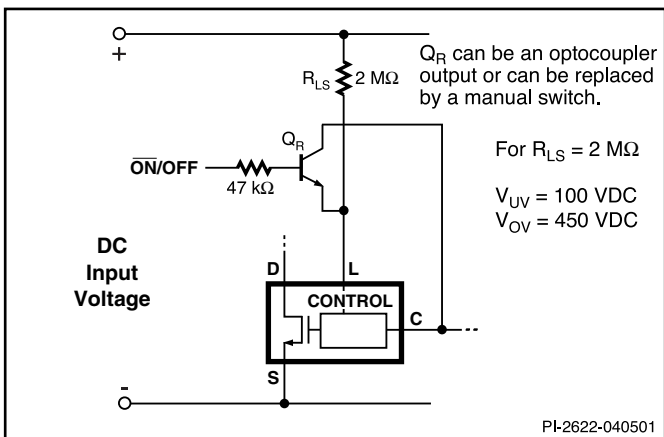 +
R_LS 2 MΩ
Q_R can be an optocoupler
output or can be replaced
by a manual switch.
Q_R
O̅N̅/OFF
47 kΩ
For R_LS = 2 MΩ
V_UV = 100 VDC
V_OV = 450 VDC
DC
Input
Voltage
D
L
CONTROL
C
S
-
PI-2622-040501